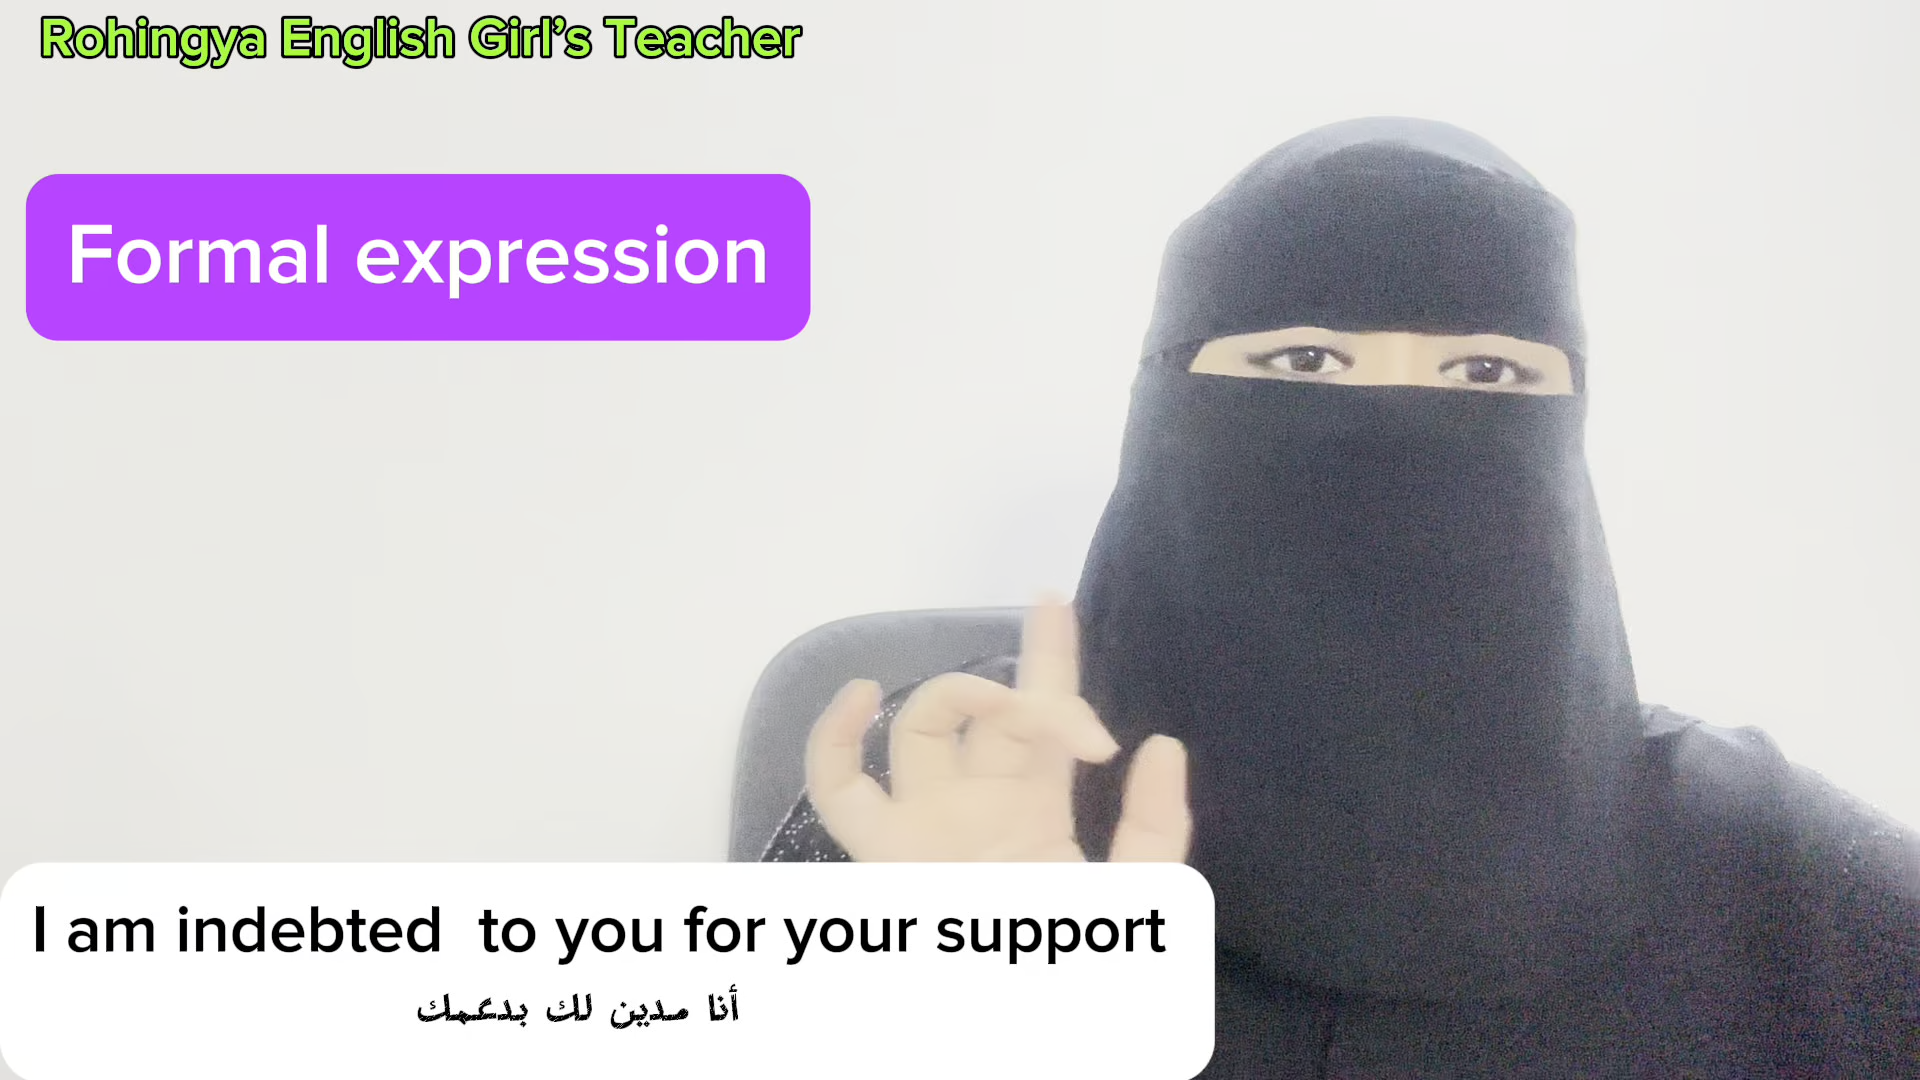 Rohingya English Girl’s Teacher
Formal expression
I am indebted to you for your support
أنا مدين لك بدعمك